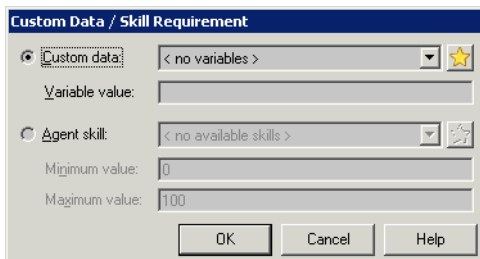 Custom Data / Skill Requirement
Custom data: < no variables >
Variable value:
Agent skill: < no available skills >
Minimum value: 0
Maximum value: 100
OK Cancel Help